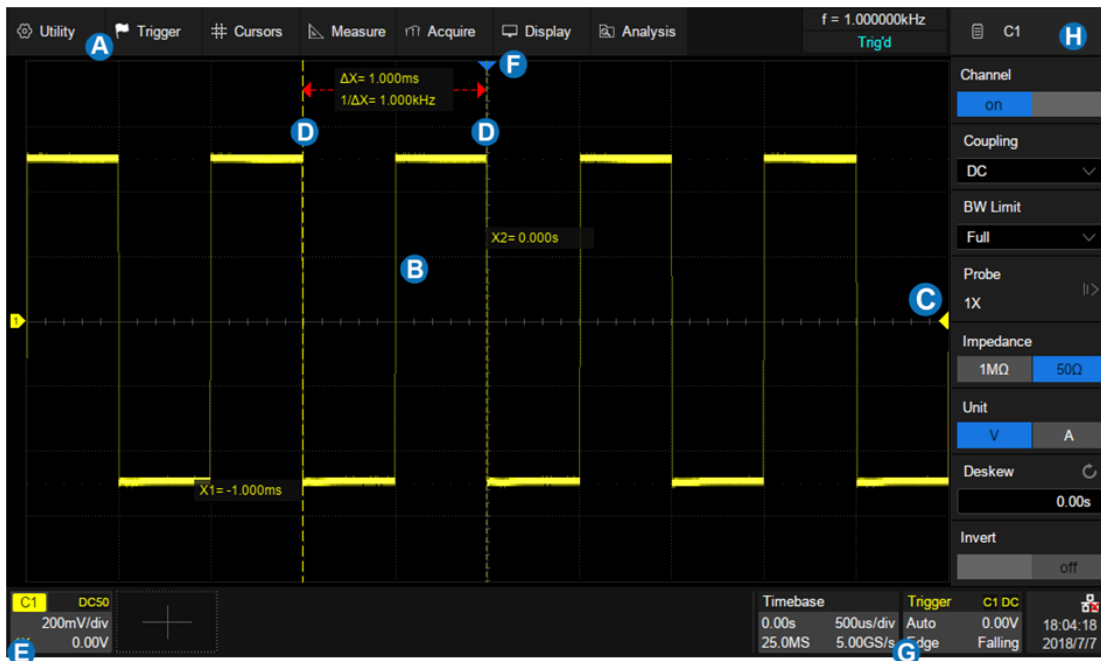 Utility
Trigger
Cursors
Measure
Acquire
Display
Analysis
f = 1.000000kHz
Trig'd
C1
A
H
F
ΔX= 1.000ms
1/ΔX= 1.000kHz
D
D
X2= 0.000s
B
C
1
X1= -1.000ms
Channel
on
Coupling
DC
BW Limit
Full
Probe
1X
Impedance
1MΩ
50Ω
Unit
V
A
Deskew
0.00s
Invert
off
C1 DC50
200mV/div
0.00V
E
Timebase
0.00s 500us/div
25.0MS 5.00GS/s
Trigger C1 DC
Auto 0.00V
Edge Falling
G
18:04:18
2018/7/7